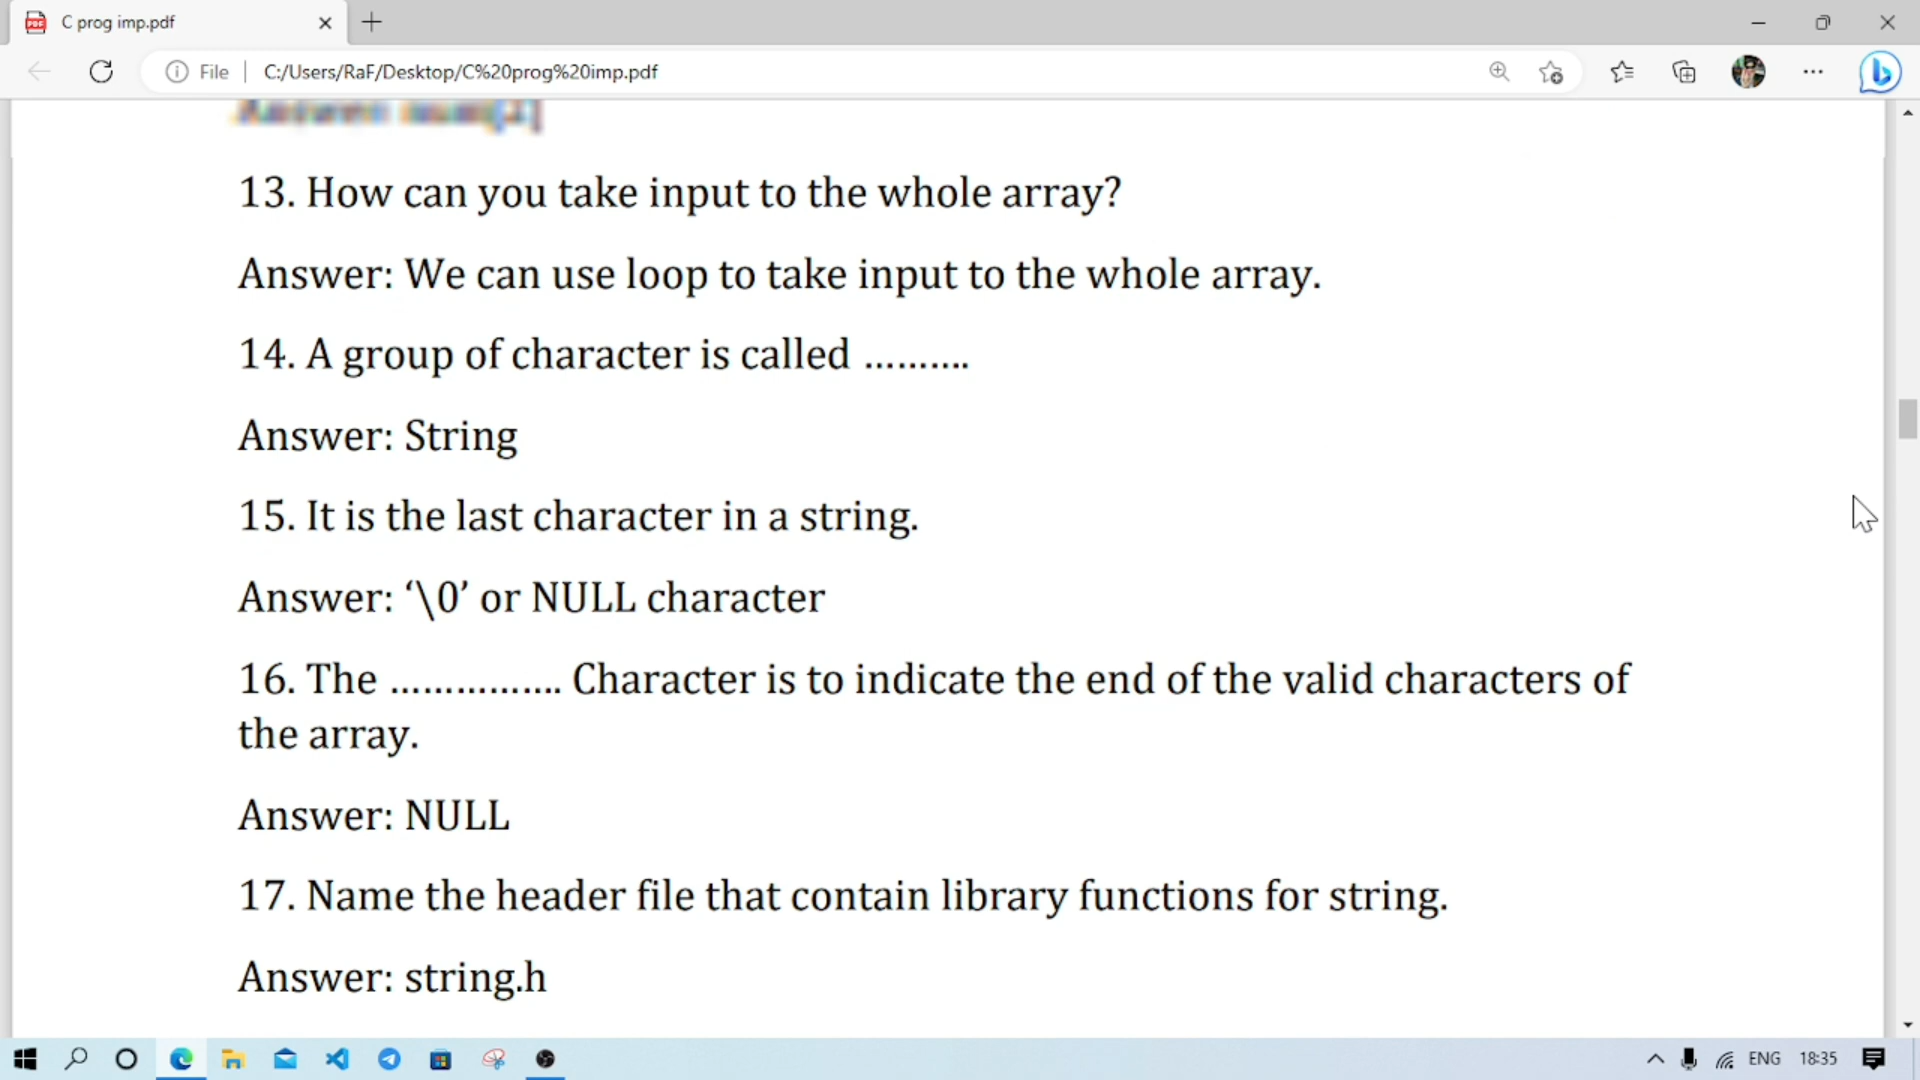 C prog imp.pdf
File
C:/Users/RaF/Desktop/C%20prog%20imp.pdf
13. How can you take input to the whole array?
Answer: We can use loop to take input to the whole array.
14. A group of character is called ..........
Answer: String
15. It is the last character in a string.
Answer: ‘\0’ or NULL character
16. The ................ Character is to indicate the end of the valid characters of
the array.
Answer: NULL
17. Name the header file that contain library functions for string.
Answer: string.h
ENG 18:35